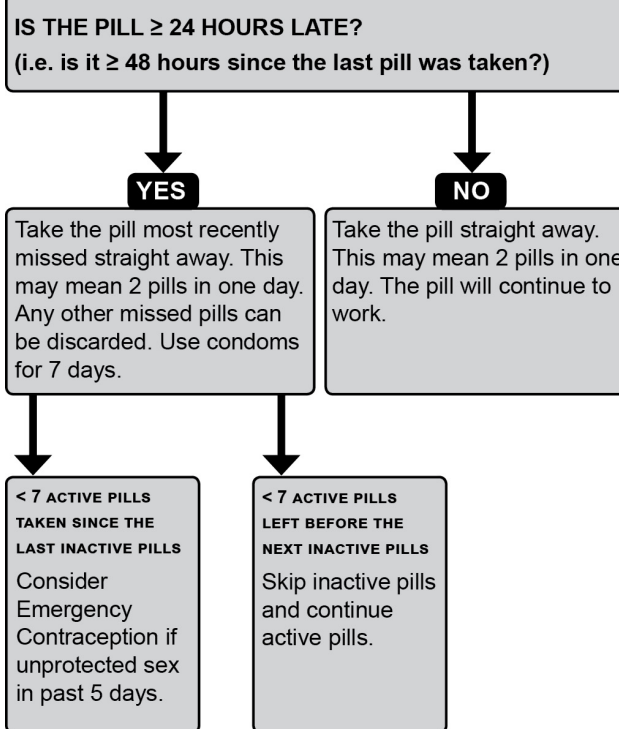 IS THE PILL ≥ 24 HOURS LATE?
(i.e. is it ≥ 48 hours since the last pill was taken?)
YES
Take the pill most recently
missed straight away. This
may mean 2 pills in one day.
Any other missed pills can
be discarded. Use condoms
for 7 days.
NO
Take the pill straight away.
This may mean 2 pills in one
day. The pill will continue to
work.
< 7 ACTIVE PILLS
TAKEN SINCE THE
LAST INACTIVE PILLS
Consider
Emergency
Contraception if
unprotected sex
in past 5 days.
< 7 ACTIVE PILLS
LEFT BEFORE THE
NEXT INACTIVE PILLS
Skip inactive pills
and continue
active pills.